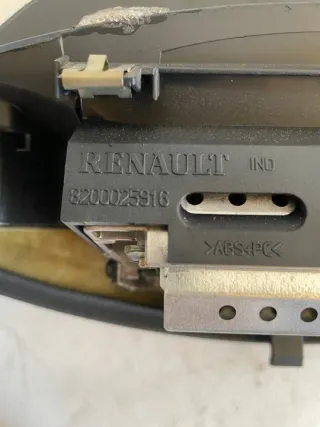 RENAULT IND
8200025916
>ABS+PC<